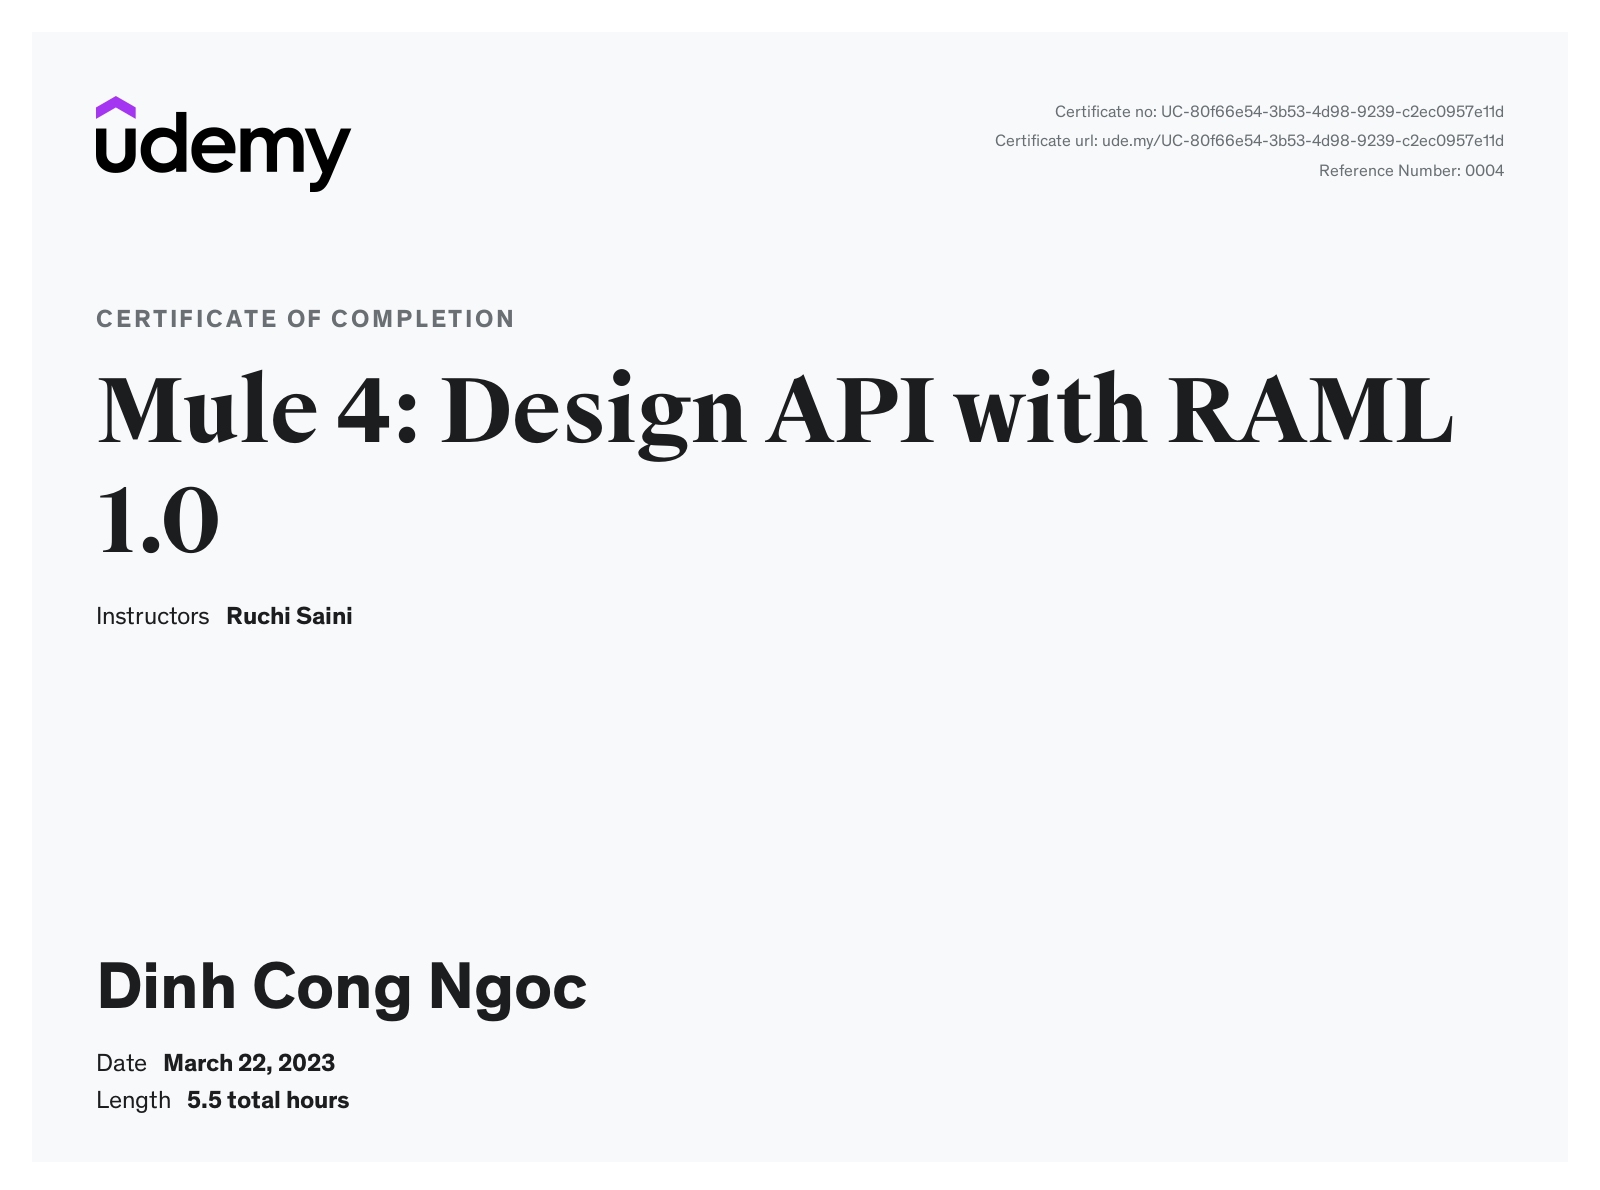 udemy
Certificate no: UC-80f66e54-3b53-4d98-9239-c2ec0957e11d
Certificate url: ude.my/UC-80f66e54-3b53-4d98-9239-c2ec0957e11d
Reference Number: 0004
CERTIFICATE OF COMPLETION
Mule 4: Design API with RAML
1.0
Instructors Ruchi Saini
Dinh Cong Ngoc
Date March 22, 2023
Length 5.5 total hours